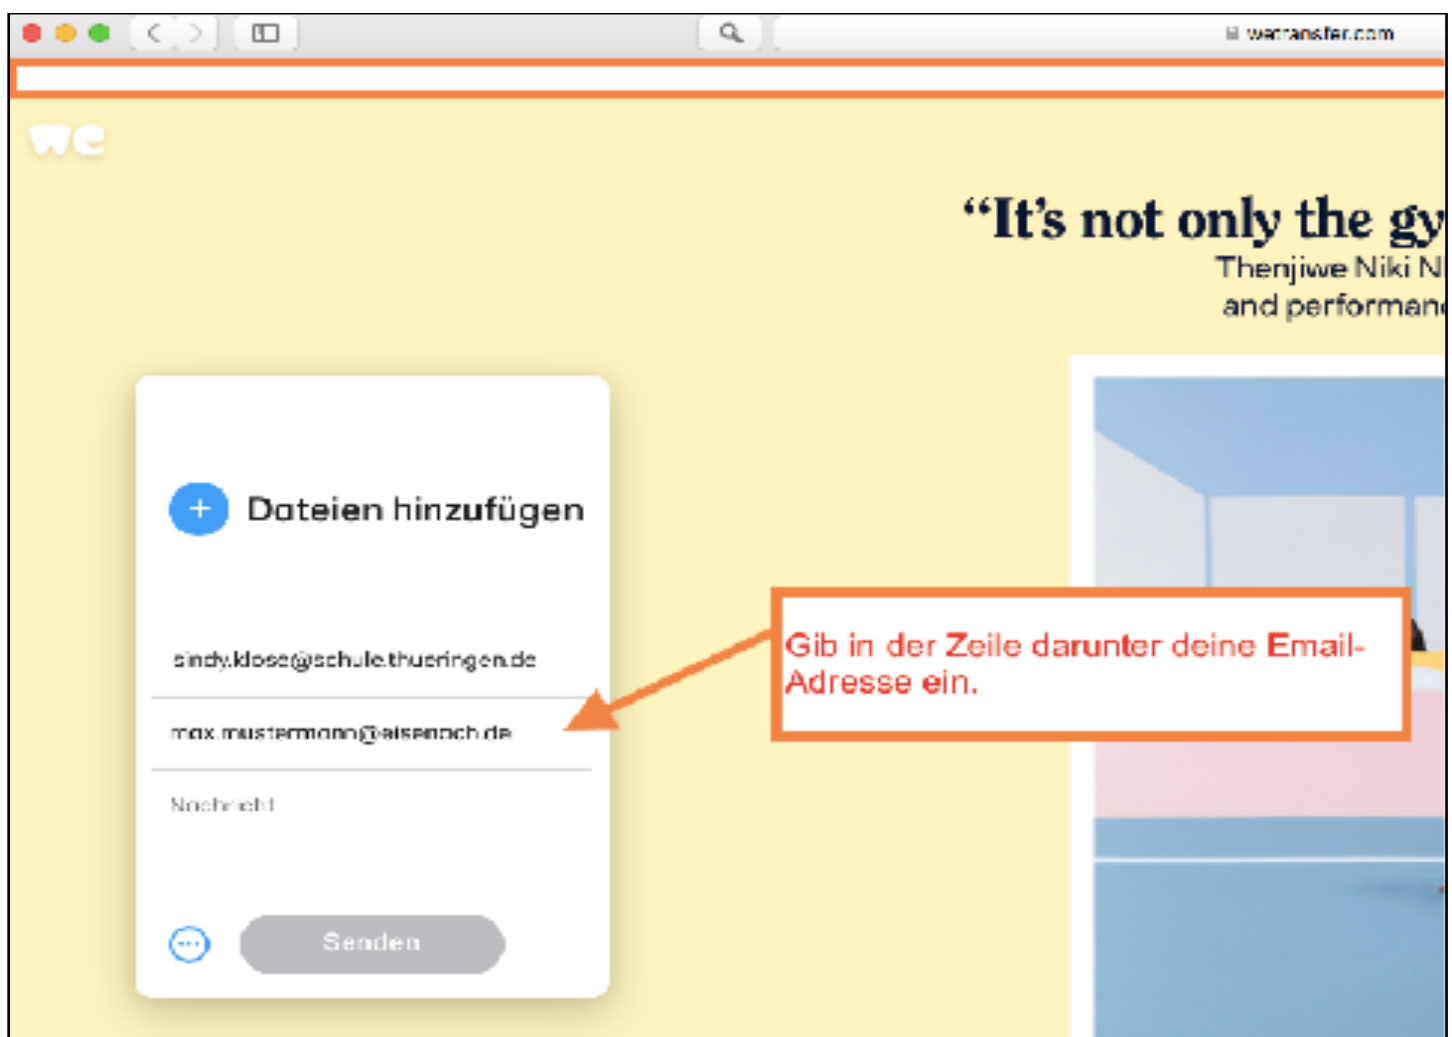 wetransfer.com
we
“It’s not only the gy
Thenjiwe Niki N
and performan
Dateien hinzufügen
sindy.klose@schule.thueringen.de
Gib in der Zeile darunter deine Email-
Adresse ein.
max.mustermann@eisenach.de
Nachricht
Senden